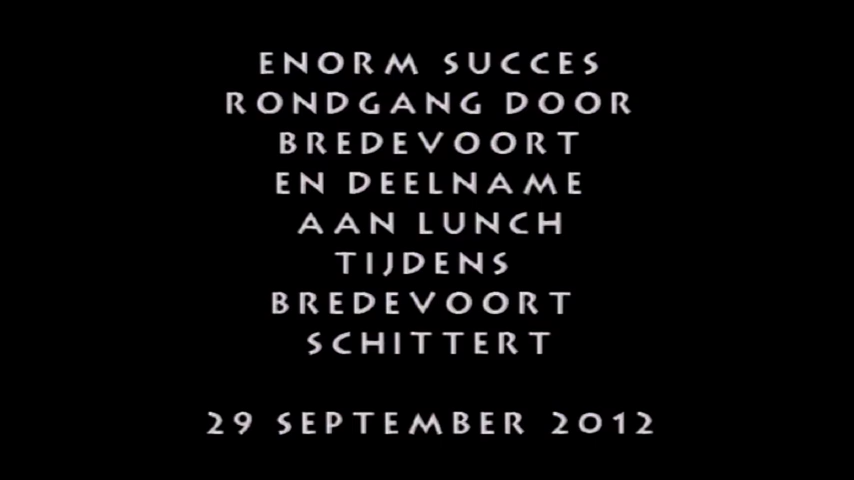 ENORM SUCCES
RONDGANG DOOR
BREDEVOORT
EN DEELNAME
AAN LUNCH
TIJDENS
BREDEVOORT
SCHITTERT
29 SEPTEMBER 2012